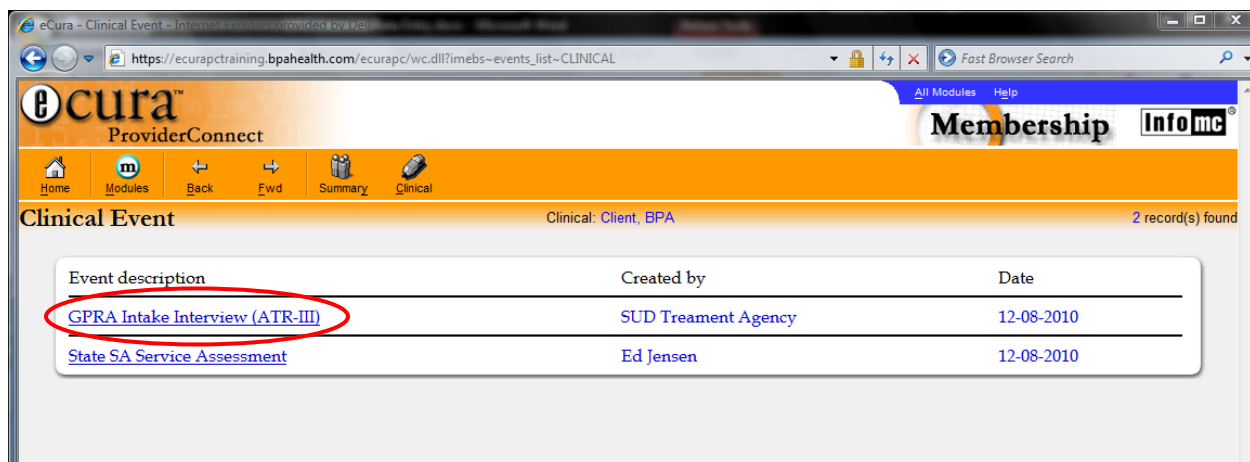 eCura - Clinical Event - Internet Explorer provided by Dell
https://ecurapctraining.bpahealth.com/ecurapc/wc.dll?imebs~events_list~CLINICAL
Fast Browser Search
ecura™
ProviderConnect
All Modules Help
Membership
Infomc®
Home Modules Back Fwd Summary Clinical
Clinical Event Clinical: Client, BPA 2 record(s) found
Event description Created by Date
GPRA Intake Interview (ATR-III) SUD Treament Agency 12-08-2010
State SA Service Assessment Ed Jensen 12-08-2010